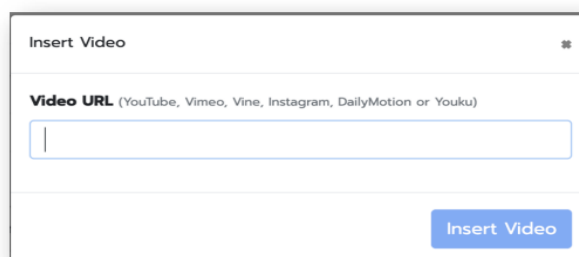 Insert Video
Video URL (YouTube, Vimeo, Vine, Instagram, DailyMotion or Youku)
Insert Video